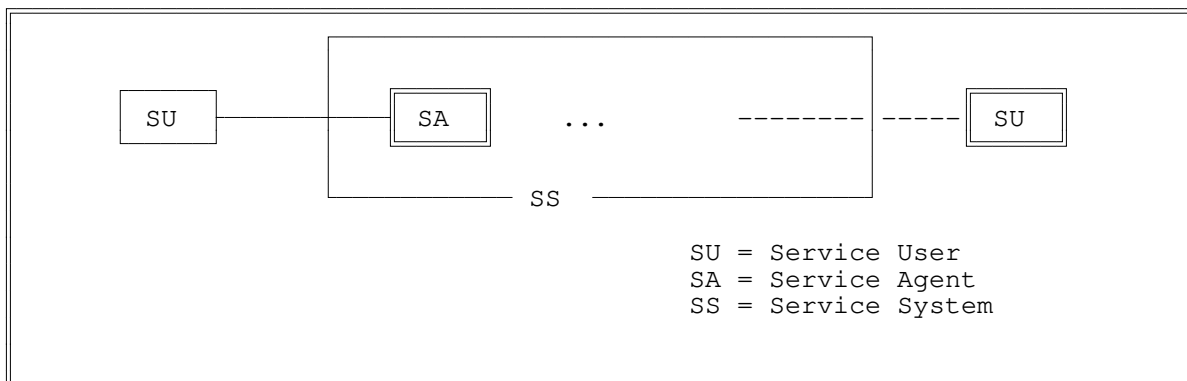 SU SA ... SU
SS
SU = Service User
SA = Service Agent
SS = Service System